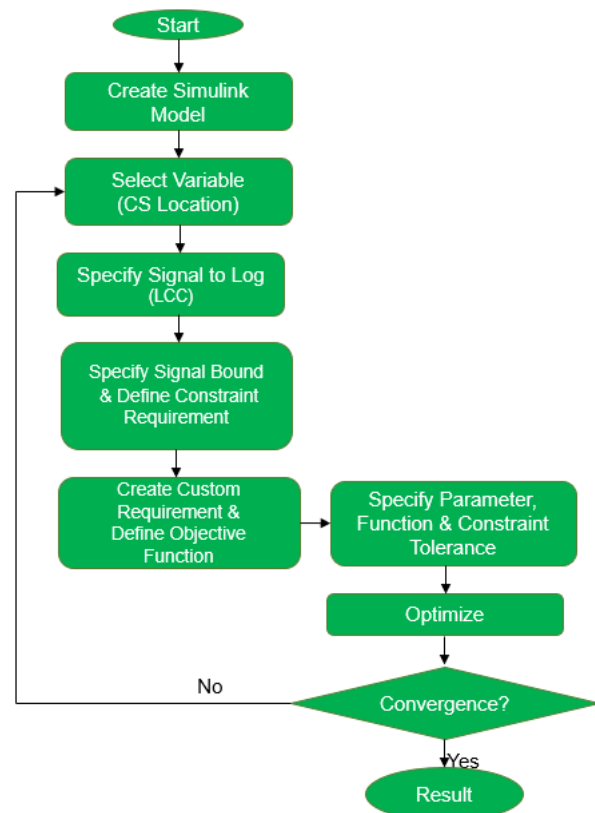 Start
Create Simulink
Model
Select Variable
(CS Location)
Specify Signal to Log
(LCC)
Specify Signal Bound
& Define Constraint
Requirement
Create Custom
Requirement &
Define Objective
Function
Specify Parameter,
Function & Constraint
Tolerance
Optimize
Convergence?
No
Yes
Result